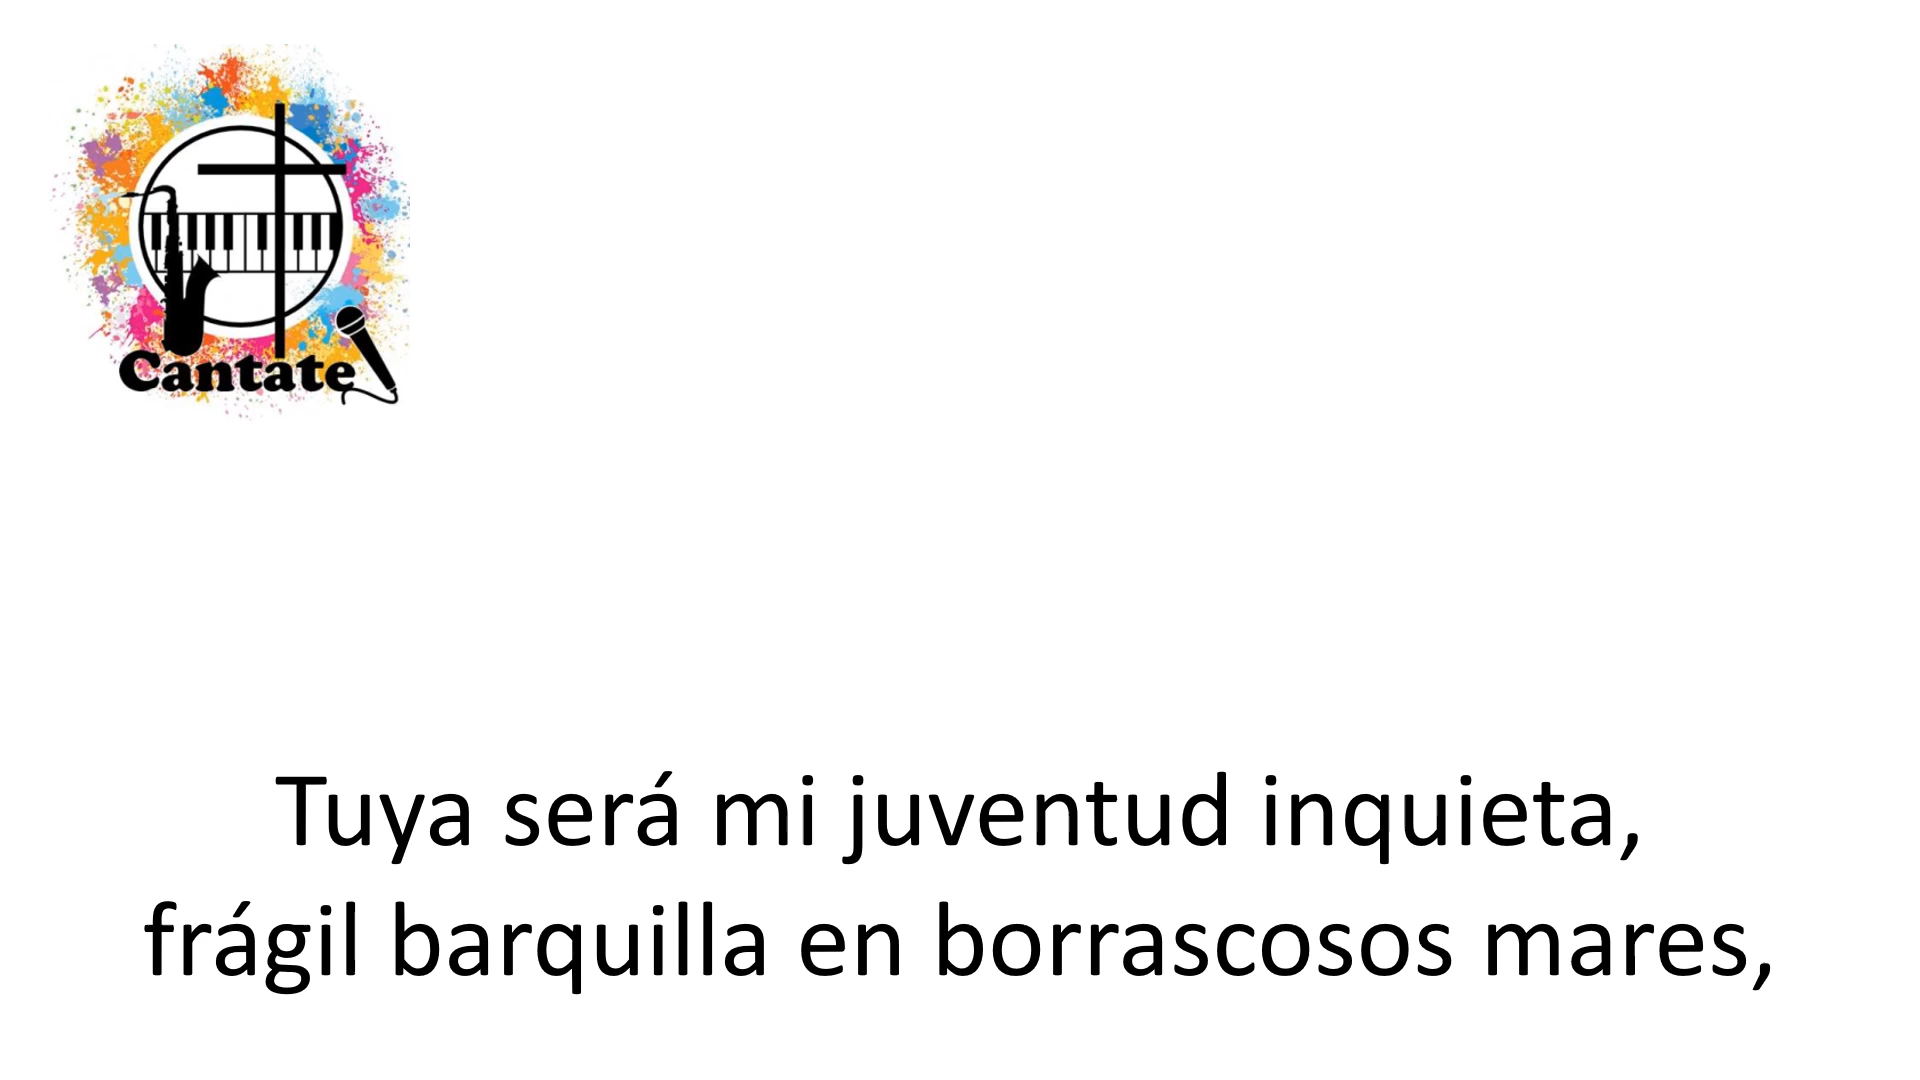 Cantate
Tuya será mi juventud inquieta,
frágil barquilla en borrascosos mares,